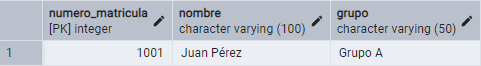 numero_matricula nombre grupo
[PK] integer character varying (100) character varying (50)
1 1001 Juan Pérez Grupo A